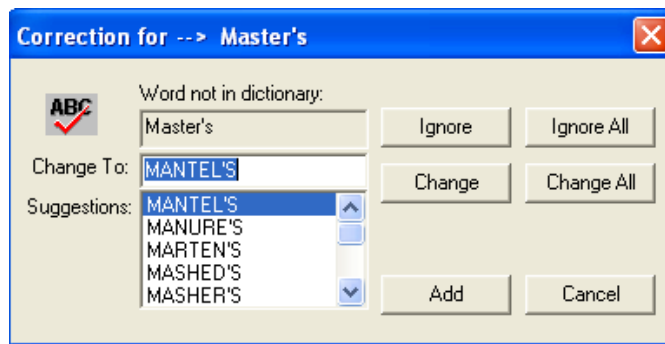 Correction for --> Master's
ABC
Word not in dictionary:
Master's
Ignore
Ignore All
Change To:
MANTEL'S
Change
Change All
Suggestions:
MANTEL'S
MANURE'S
MARTEN'S
MASHED'S
MASHER'S
Add
Cancel